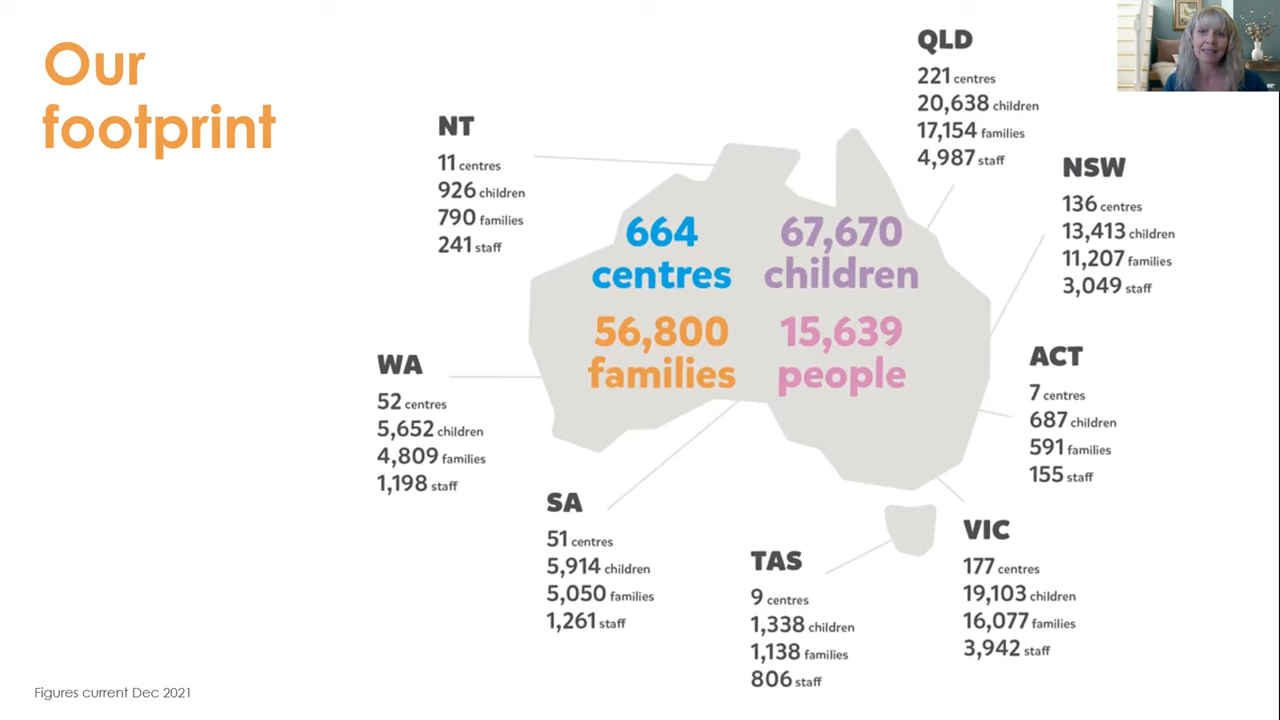 Our
footprint
NT
11 centres
926 children
790 families
241 staff
QLD
221 centres
20,638 children
17,154 families
4,987 staff
NSW
136 centres
13,413 children
11,207 families
3,049 staff
664
centres
67,670
children
56,800
families
15,639
people
WA
52 centres
5,652 children
4,809 families
1,198 staff
ACT
7 centres
687 children
591 families
155 staff
SA
51 centres
5,914 children
5,050 families
1,261 staff
TAS
9 centres
1,338 children
1,138 families
806 staff
VIC
177 centres
19,103 children
16,077 families
3,942 staff
Figures current Dec 2021